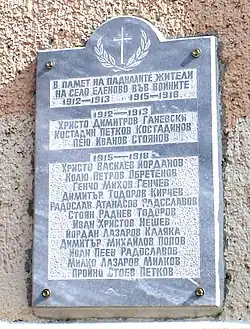 В ПАМЕТ НА ПАДНАЛИТЕ ЖИТЕЛИ
НА СЕЛО ЕЛЕНОВО ВЪВ ВОЙНИТЕ
1912-1913 1915-1918
1912-1913
ХРИСТО ДИМИТРОВ ГАНЕВСКИ
КОСТАДИН ПЕТКОВ КОСТАДИНОВ
ПЕЮ ИВАНОВ СТОЯНОВ
1915-1918
ХРИСТО ВАСИЛЕВ ЙОРДАНОВ
КОЛЮ ПЕТРОВ ОБРЕТЕНОВ
ГЕНЧО МИХОВ ГЕНЧЕВ
ДИМИТЪР ТОДОРОВ КИРЧЕВ
РАДОСЛАВ АТАНАСОВ РАДОСЛАВОВ
СТОЯН РАДНЕВ ТОДОРОВ
ИВАН ХРИСТОВ НЕШЕВ
ЙОРДАН ЛАЗАРОВ КАЛЯКА
ДИМИТЪР МИХАЙЛОВ ПОПОВ
ИВАН ПЕЕВ РАДОСЛАВОВ
МИЛКО ЛАЗАРОВ МИЛКОВ
ПРОЙНО СТОЕВ ПЕТКОВ